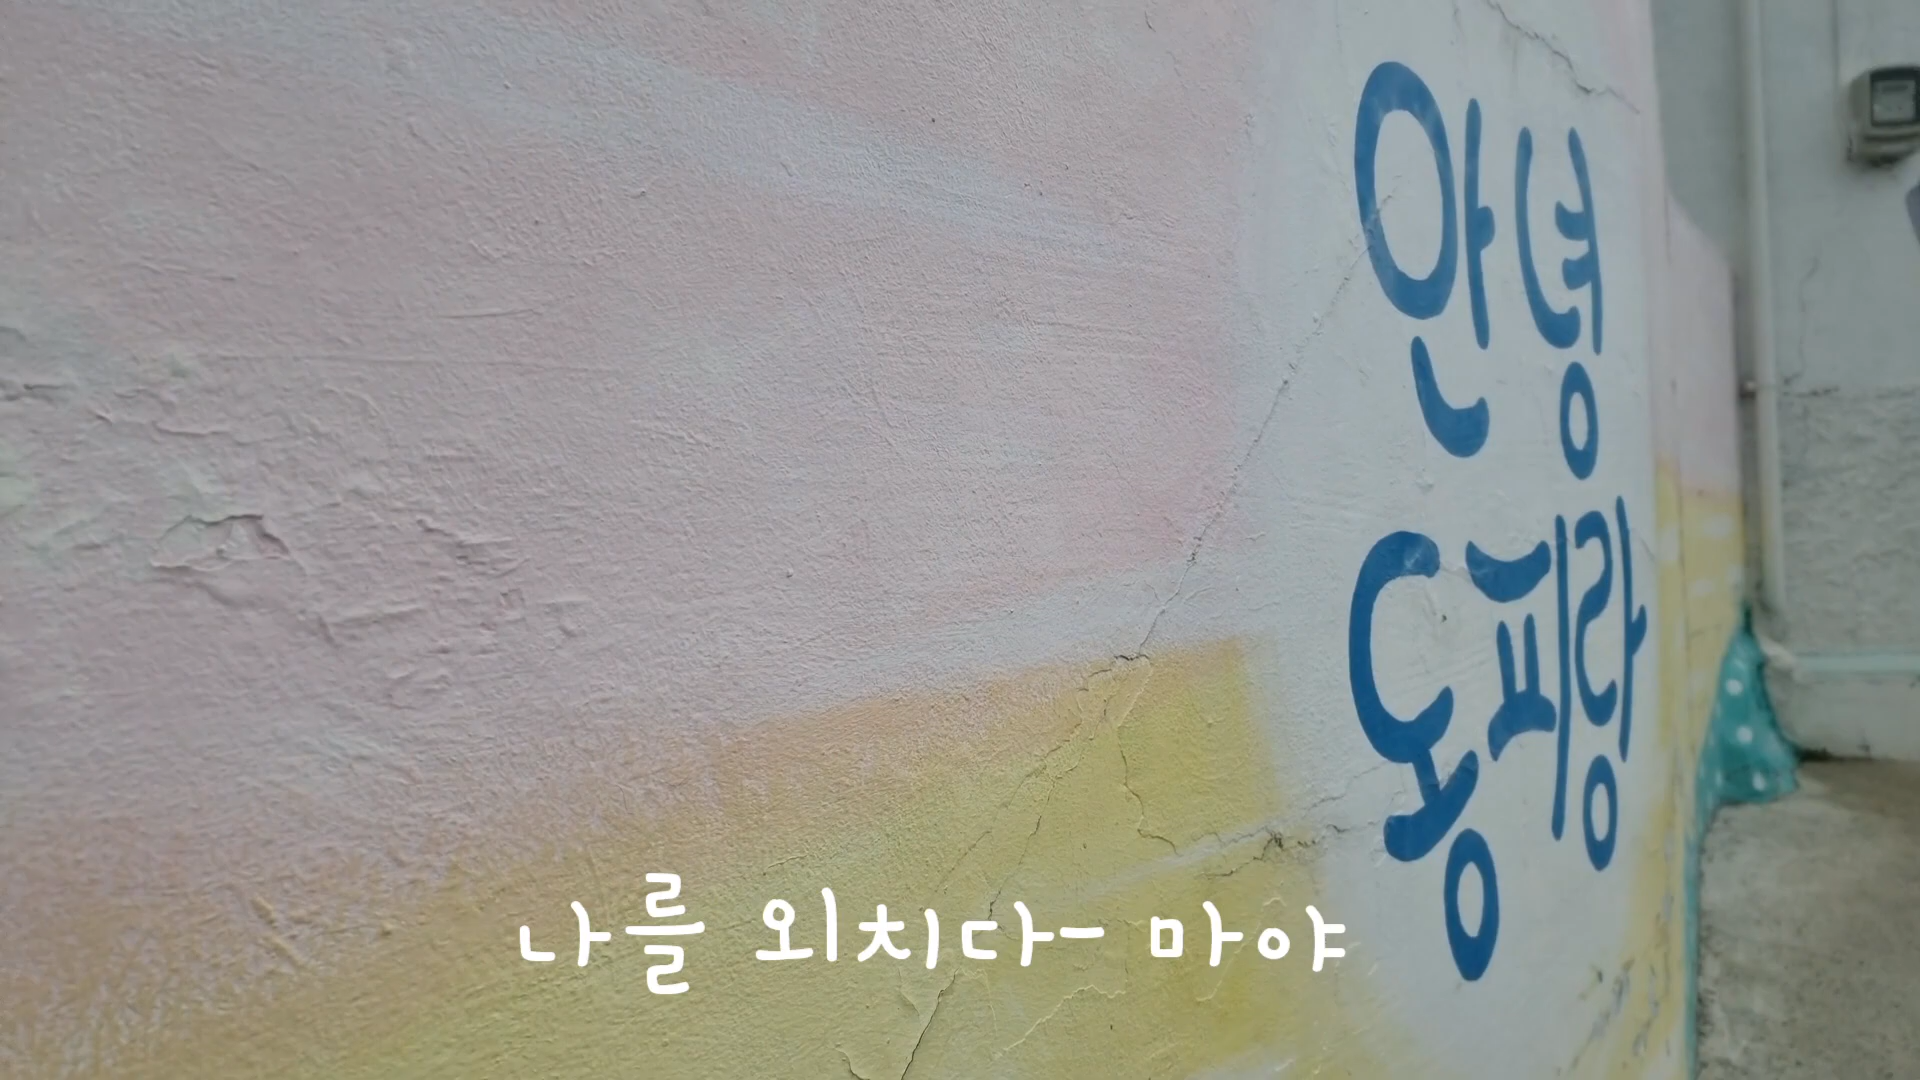 안녕
동피랑
나를 외치다- 마야